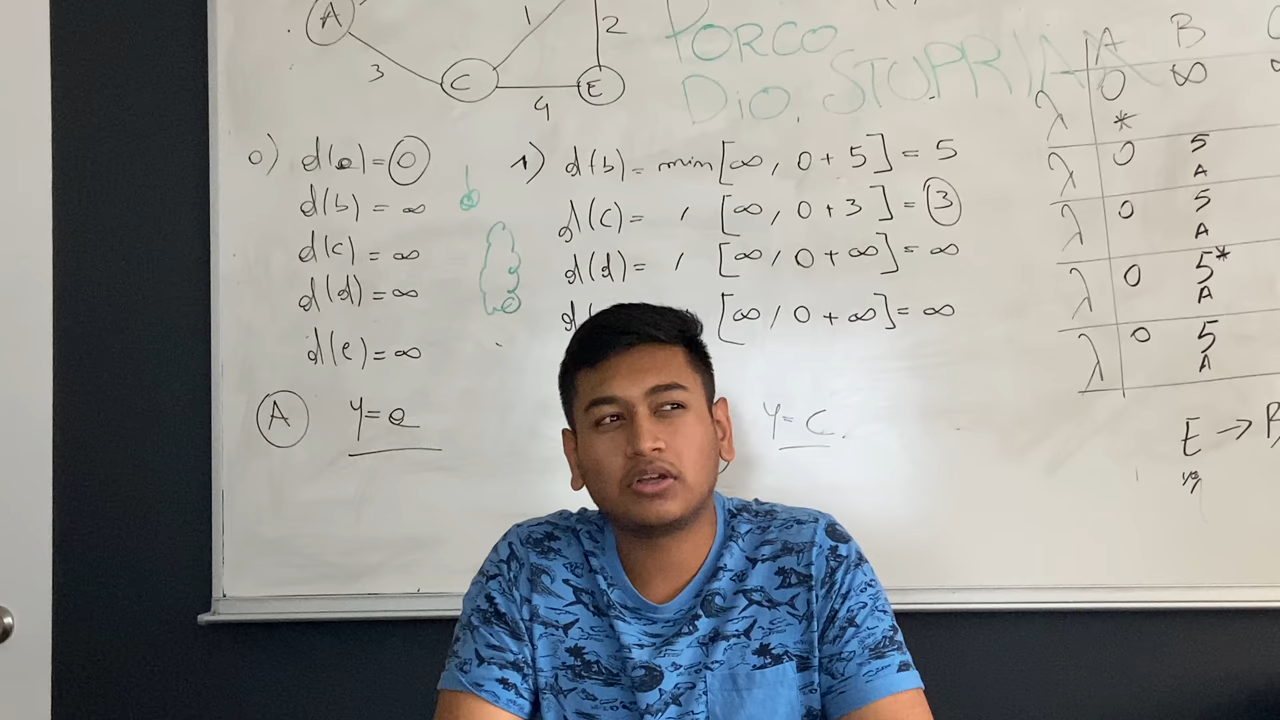 A
1
2
3
C
E
4
PORCO
DIO, STUPRI
A B
λ 0 ∞
*
λ 0 5
A
λ 0 5
A
λ 0 5*
A
λ 0 5
A
E →
0) d(a)=0
d(b)=∞
d(c)=∞
d(d)=∞
d(e)=∞
A y=a
1) d(b)= min[∞, 0+5]=5
d(c)= , [∞, 0+3]=3
d(d)= , [∞, 0+∞]=∞
d( [∞, 0+∞]=∞
y=c.